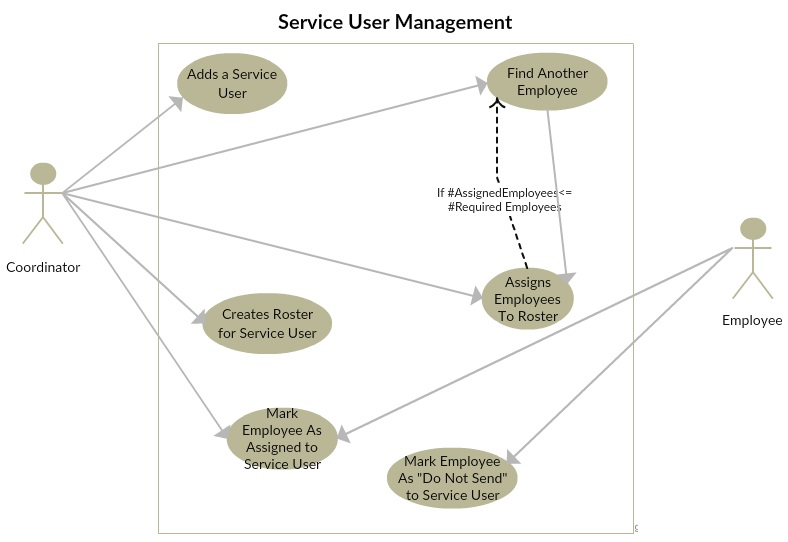 Service User Management
Adds a Service
User
Find Another
Employee
If #AssignedEmployees<=
#Required Employees
Coordinator
Assigns
Employees
To Roster
Employee
Creates Roster
for Service User
Mark
Employee As
Assigned to
Service User
Mark Employee
As "Do Not Send"
to Service User